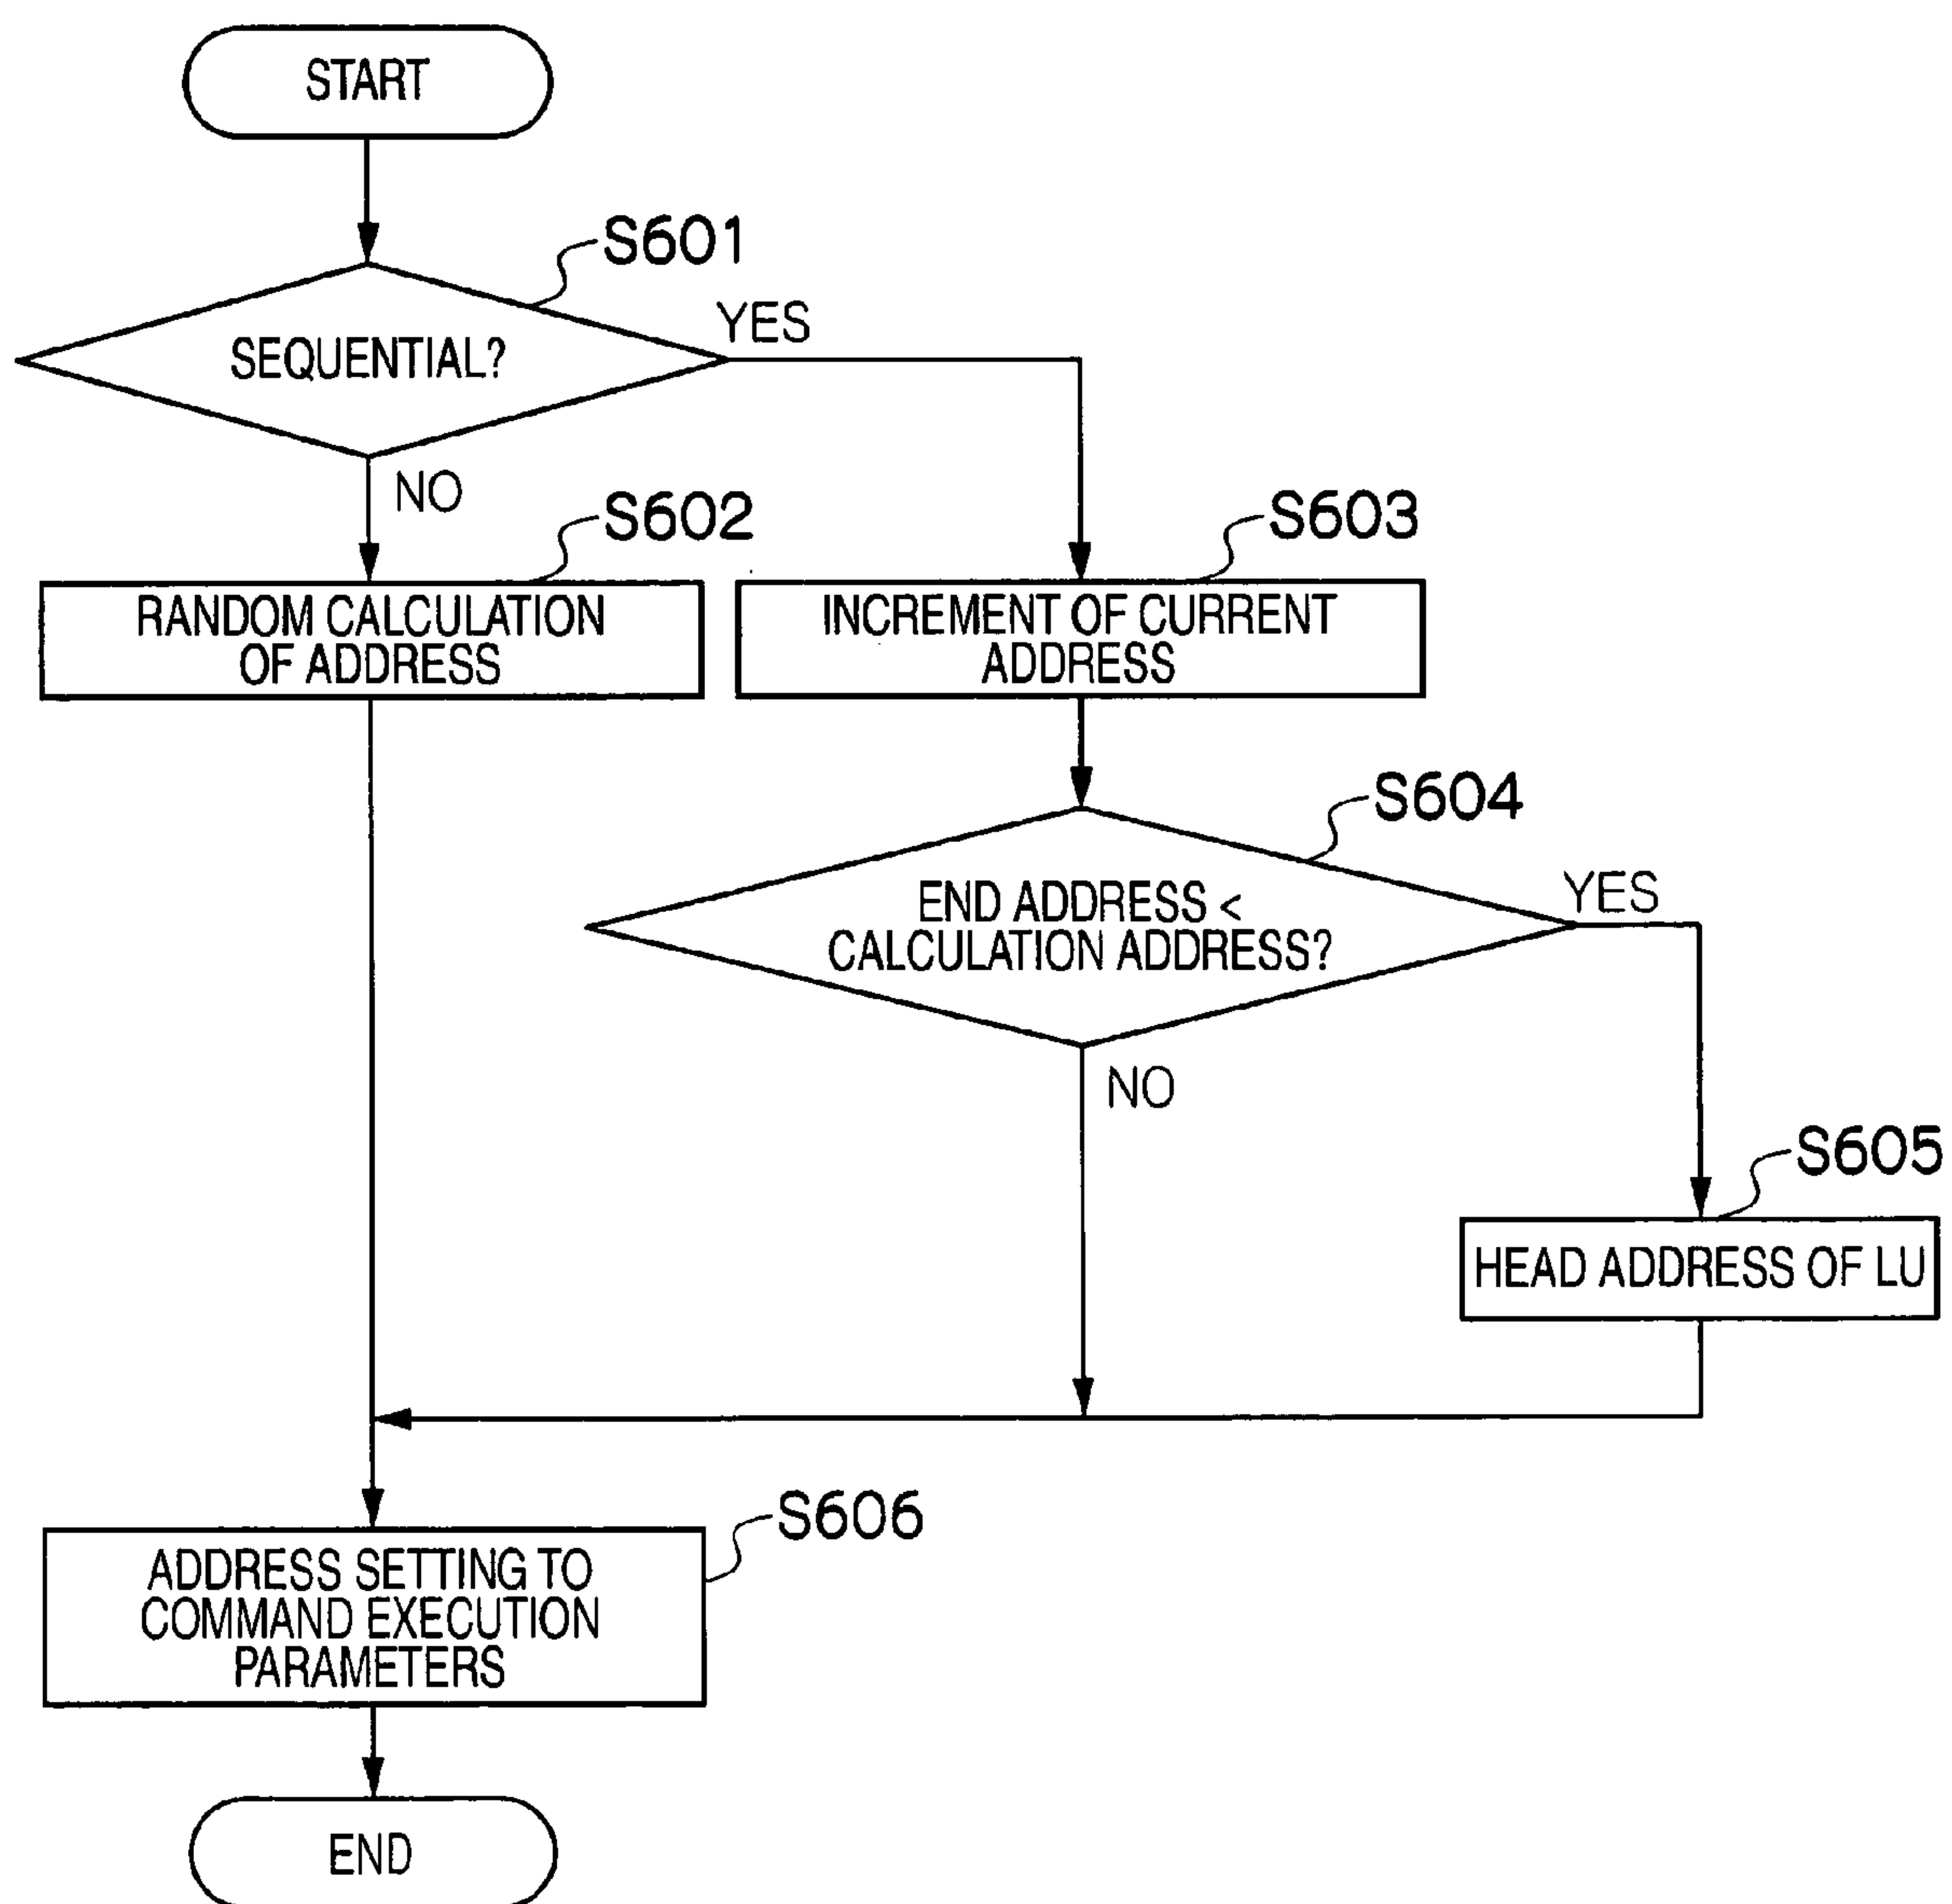 START
S601
SEQUENTIAL?
YES
NO
S602
S603
RANDOM CALCULATION
OF ADDRESS
INCREMENT OF CURRENT
ADDRESS
S604
END ADDRESS <
CALCULATION ADDRESS?
YES
NO
S605
HEAD ADDRESS OF LU
S606
ADDRESS SETTING TO
COMMAND EXECUTION
PARAMETERS
END